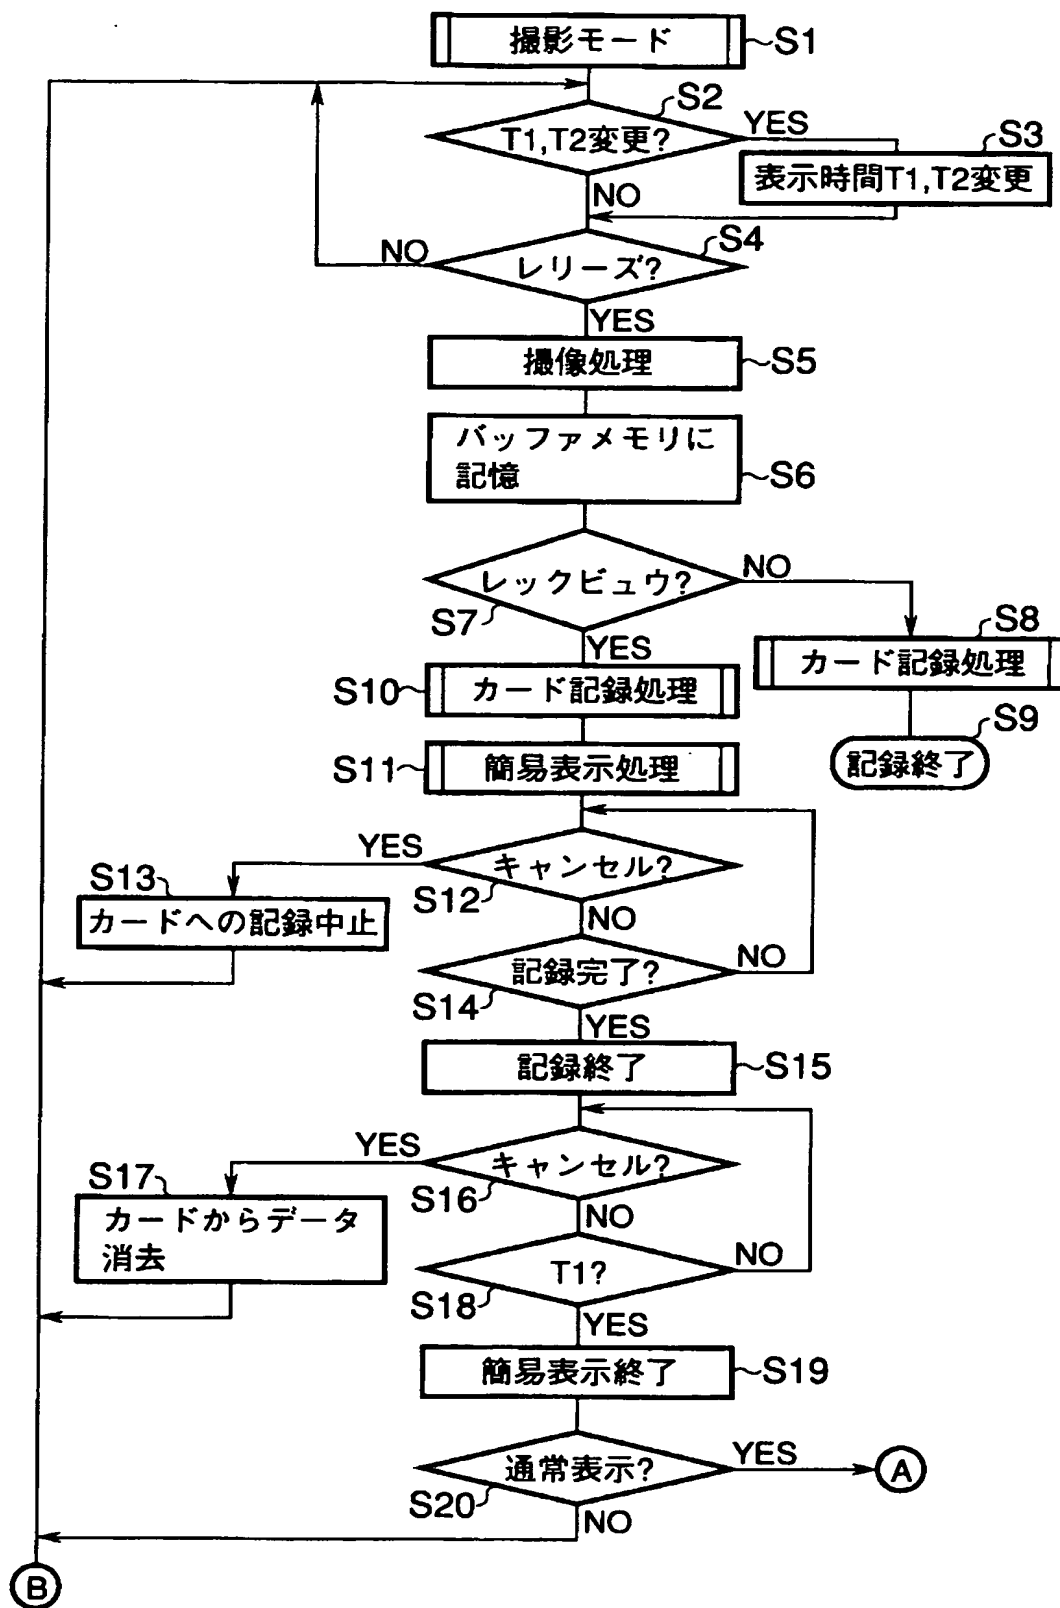 撮影モード
S1
S2
T1,T2変更?
YES
S3
表示時間T1,T2変更
NO
S4
レリーズ?
NO
YES
撮像処理
S5
バッファメモリに
記憶
S6
レックビュウ?
NO
S7
YES
S8
カード記録処理
S10
カード記録処理
S9
記録終了
S11
簡易表示処理
YES
キャンセル?
S12
S13
カードへの記録中止
NO
記録完了?
NO
S14
YES
記録終了
S15
YES
キャンセル?
S16
S17
カードからデータ
消去
NO
T1?
NO
S18
YES
簡易表示終了
S19
通常表示?
YES
A
S20
NO
B